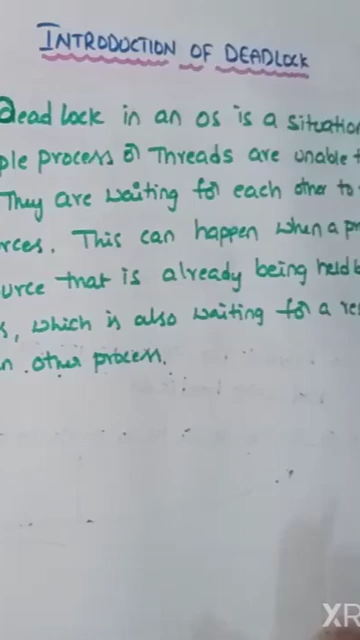 INTRODUCTION OF DEADLOCK
Deadlock in an OS is a situation
ple process or Threads are unable t
They are waiting for each other to
rces. This can happen when a pr
urce that is already being held b
s, which is also waiting for a res
n other process.
XR